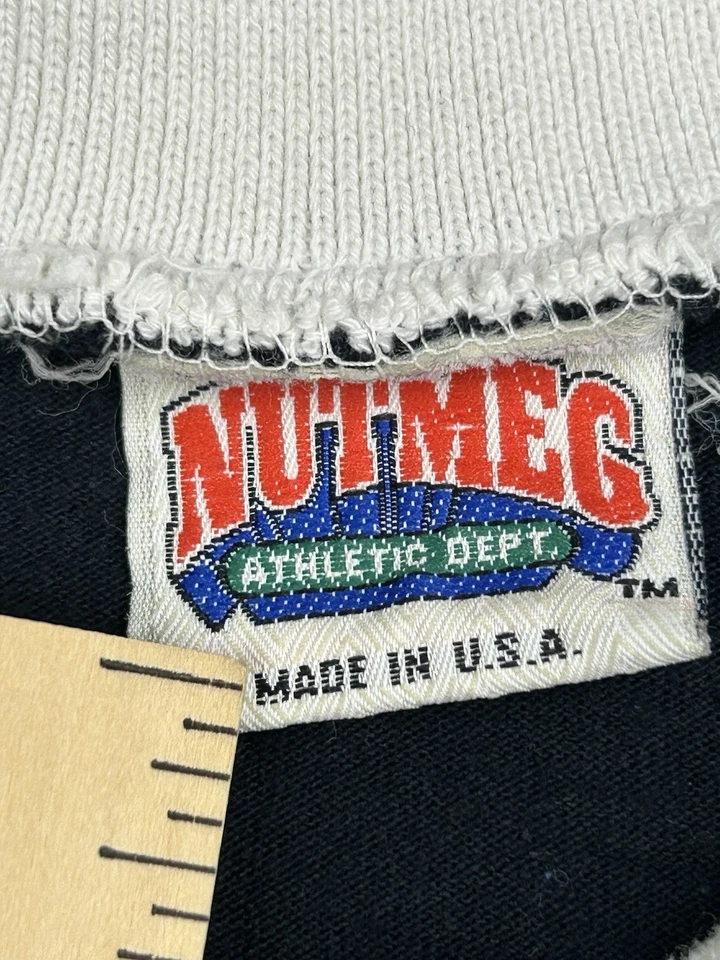 NUTMEG
ATHLETIC DEPT.
TM
MADE IN U.S.A.